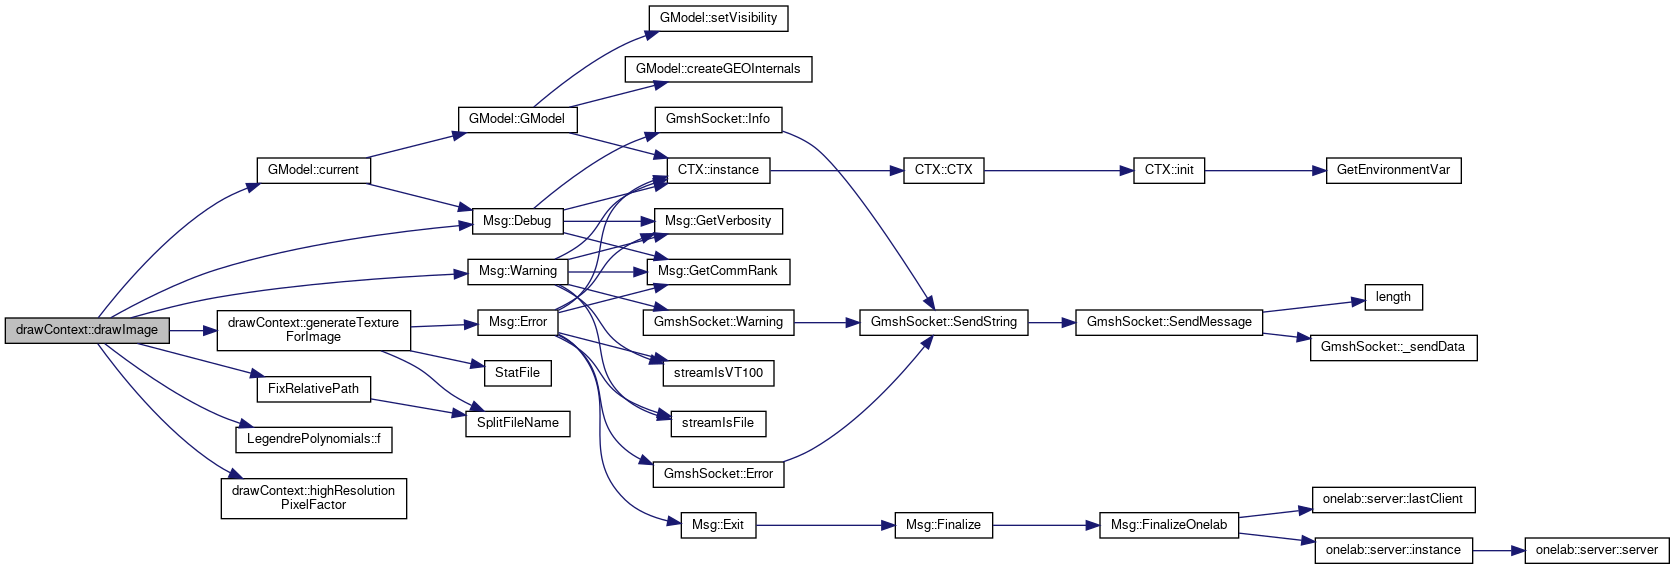 GModel::setVisibility
GModel::createGEOInternals
GModel::GModel
GmshSocket::Info
GModel::current
CTX::instance
CTX::CTX
CTX::init
GetEnvironmentVar
Msg::Debug
Msg::GetVerbosity
Msg::Warning
Msg::GetCommRank
drawContext::drawImage
drawContext::generateTexture
ForImage
Msg::Error
GmshSocket::Warning
GmshSocket::SendString
GmshSocket::SendMessage
length
GmshSocket::_sendData
StatFile
streamIsVT100
FixRelativePath
SplitFileName
streamIsFile
LegendrePolynomials::f
GmshSocket::Error
drawContext::highResolution
PixelFactor
Msg::Exit
Msg::Finalize
Msg::FinalizeOnelab
onelab::server::lastClient
onelab::server::instance
onelab::server::server